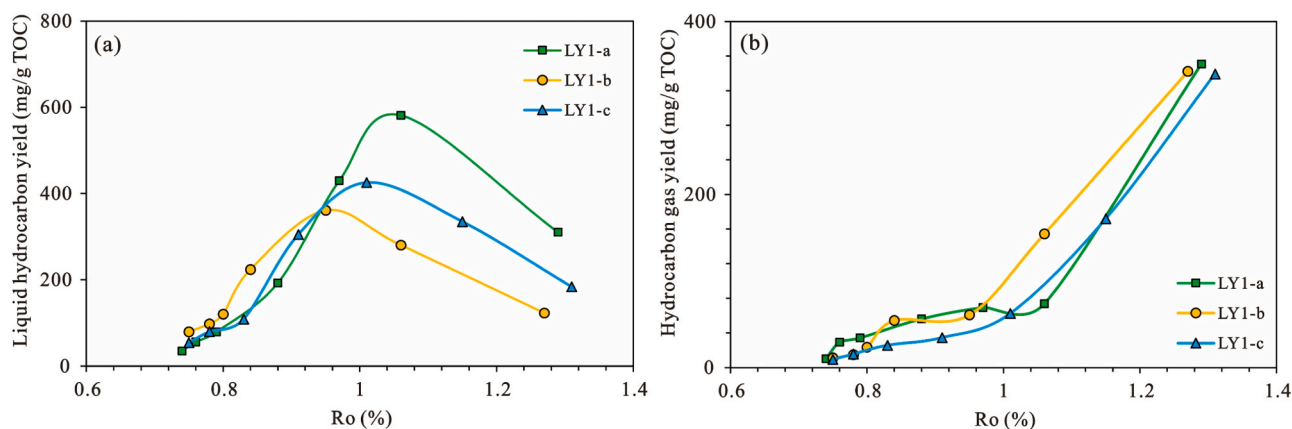 (a)
LY1-a
LY1-b
LY1-c
Liquid hydrocarbon yield (mg/g TOC)
800
600
400
200
0
0.6
0.8
1
1.2
1.4
Ro (%)
(b)
LY1-a
LY1-b
LY1-c
Hydrocarbon gas yield (mg/g TOC)
400
200
0
0.6
0.8
1
1.2
1.4
Ro (%)